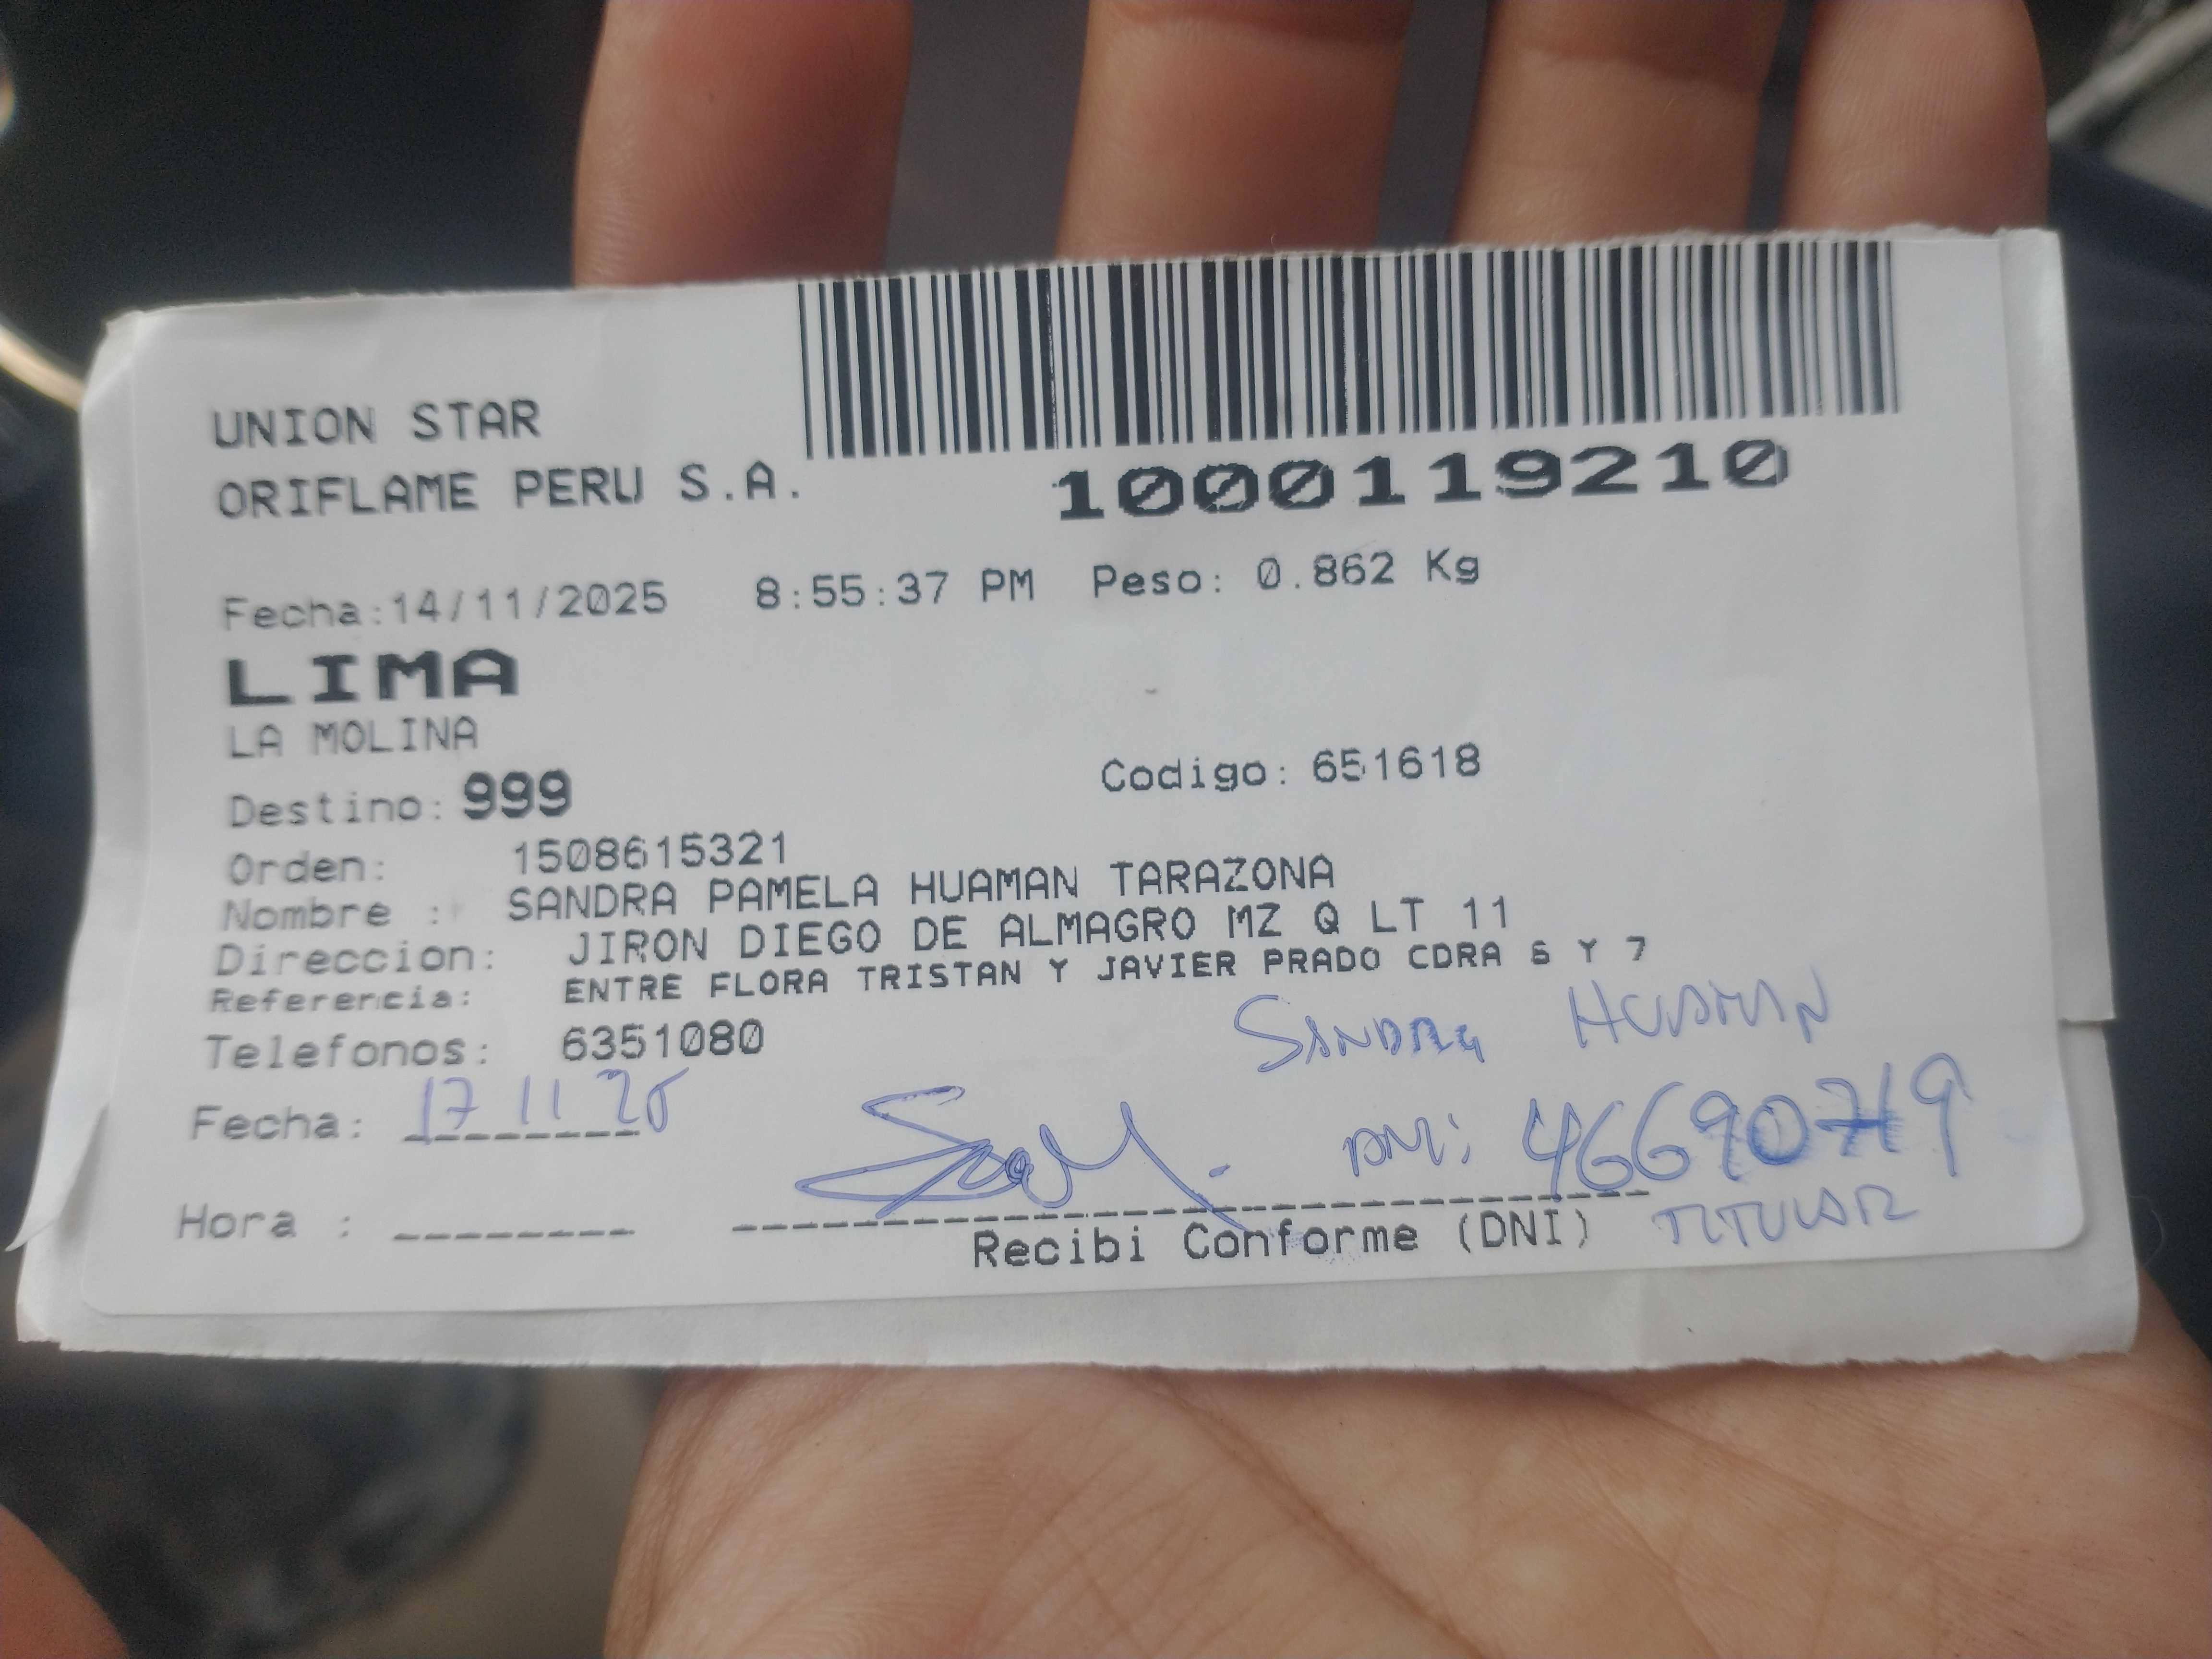 UNION STAR
ORIFLAME PERU S.A.
1000119210
Fecha:14/11/2025 8:55:37 PM Peso: 0.862 Kg
LIMA
LA MOLINA
Destino: 999 Codigo: 651618
Orden: 1508615321
Nombre : SANDRA PAMELA HUAMAN TARAZONA
Direccion: JIRON DIEGO DE ALMAGRO MZ Q LT 11
Referencia: ENTRE FLORA TRISTAN Y JAVIER PRADO CDRA 6 Y 7
Telefonos: 6351080
SANDRA HUAMAN
Fecha: 17 11 25
DNI:
Hora :
Recibi Conforme (DNI)
TITULAR